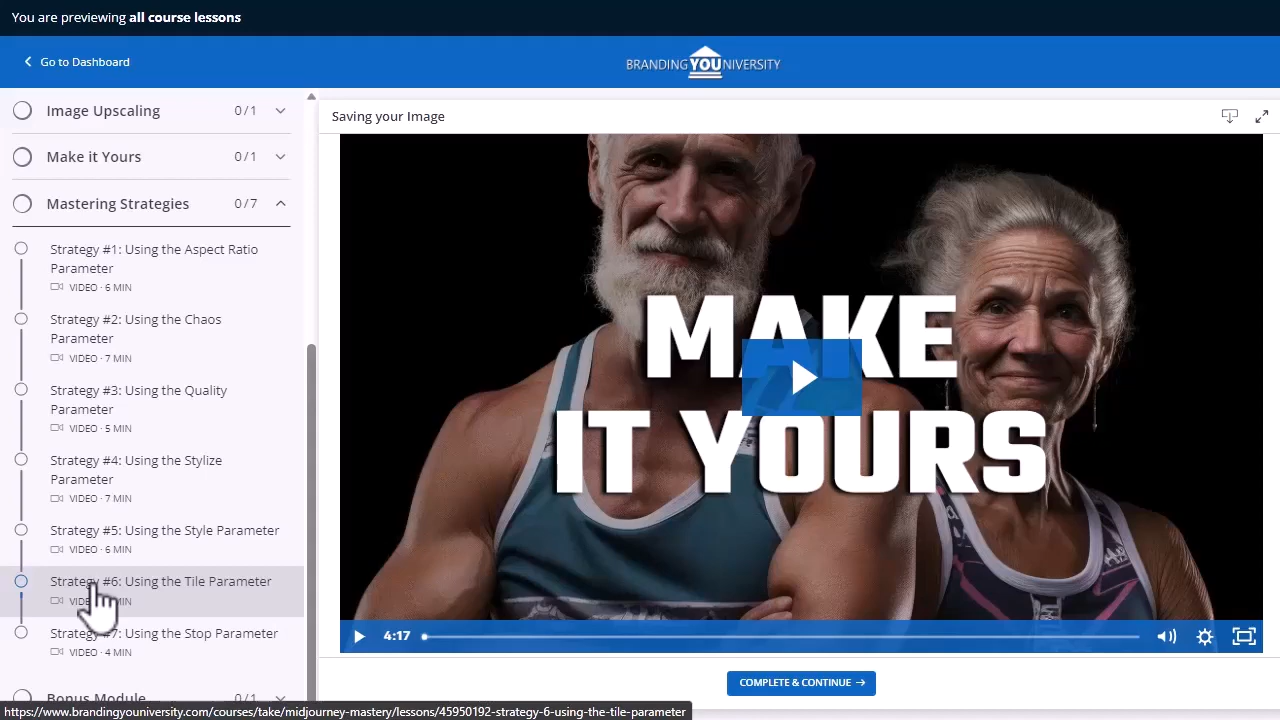 You are previewing all course lessons
Go to Dashboard
BRANDINGYOUNIVERSITY
Image Upscaling 0/1
Make it Yours 0/1
Mastering Strategies 0/7
Strategy #1: Using the Aspect Ratio
Parameter
VIDEO · 6 MIN
Strategy #2: Using the Chaos
Parameter
VIDEO · 7 MIN
Strategy #3: Using the Quality
Parameter
VIDEO · 5 MIN
Strategy #4: Using the Stylize
Parameter
VIDEO · 7 MIN
Strategy #5: Using the Style Parameter
VIDEO · 6 MIN
Strategy #6: Using the Tile Parameter
MIN
Strategy #7: Using the Stop Parameter
VIDEO · 4 MIN
Bonus Module 0/1
Saving your Image
MAKE
IT YOURS
4:17
COMPLETE & CONTINUE →
https://www.brandingyouniversity.com/courses/take/midjourney-mastery/lessons/45950192-strategy-6-using-the-tile-parameter